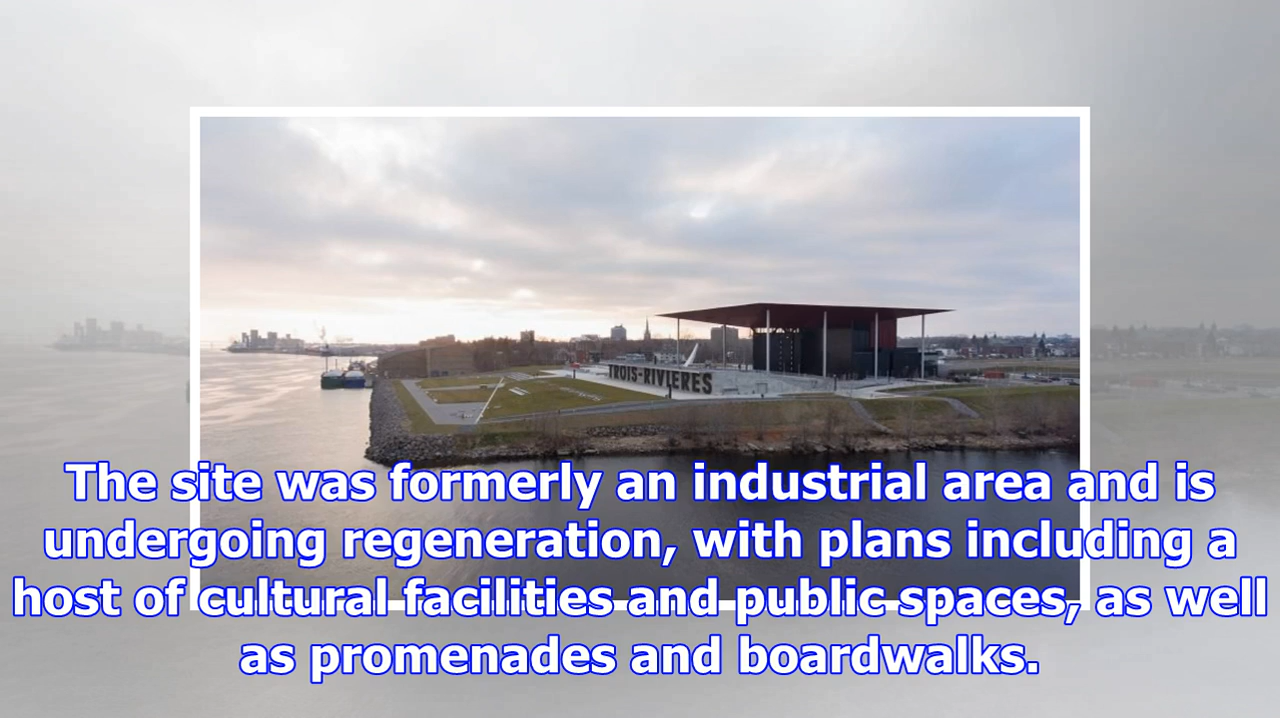 TROIS-RIVIERES
The site was formerly an industrial area and is
undergoing regeneration, with plans including a
host of cultural facilities and public spaces, as well
as promenades and boardwalks.